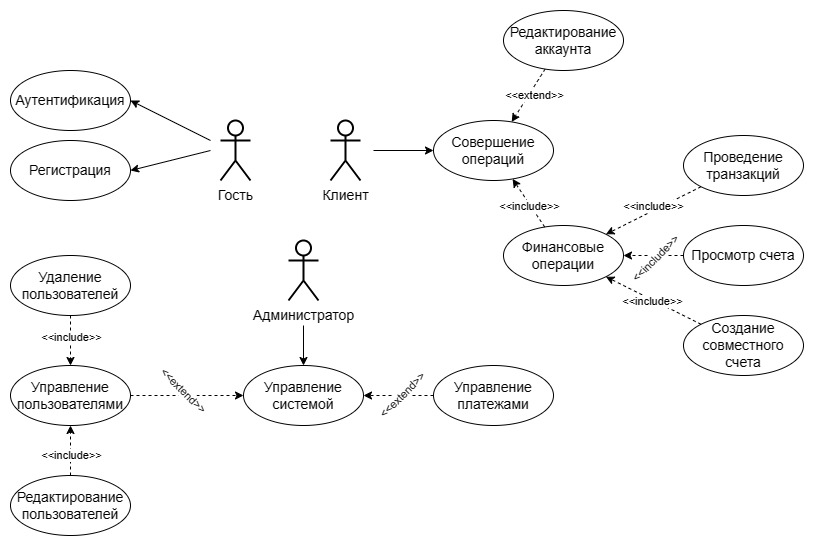 Редактирование
аккаунта
<<extend>>
Аутентификация
Регистрация
Гость
Клиент
Совершение
операций
<<include>>
Финансовые
операции
Проведение
транзакций
<<include>>
Просмотр счета
<<include>>
Создание
совместного
счета
<<include>>
Администратор
Удаление
пользователей
<<include>>
Управление
пользователями
<<extend>>
Управление
системой
<<extend>>
Управление
платежами
<<include>>
Редактирование
пользователей